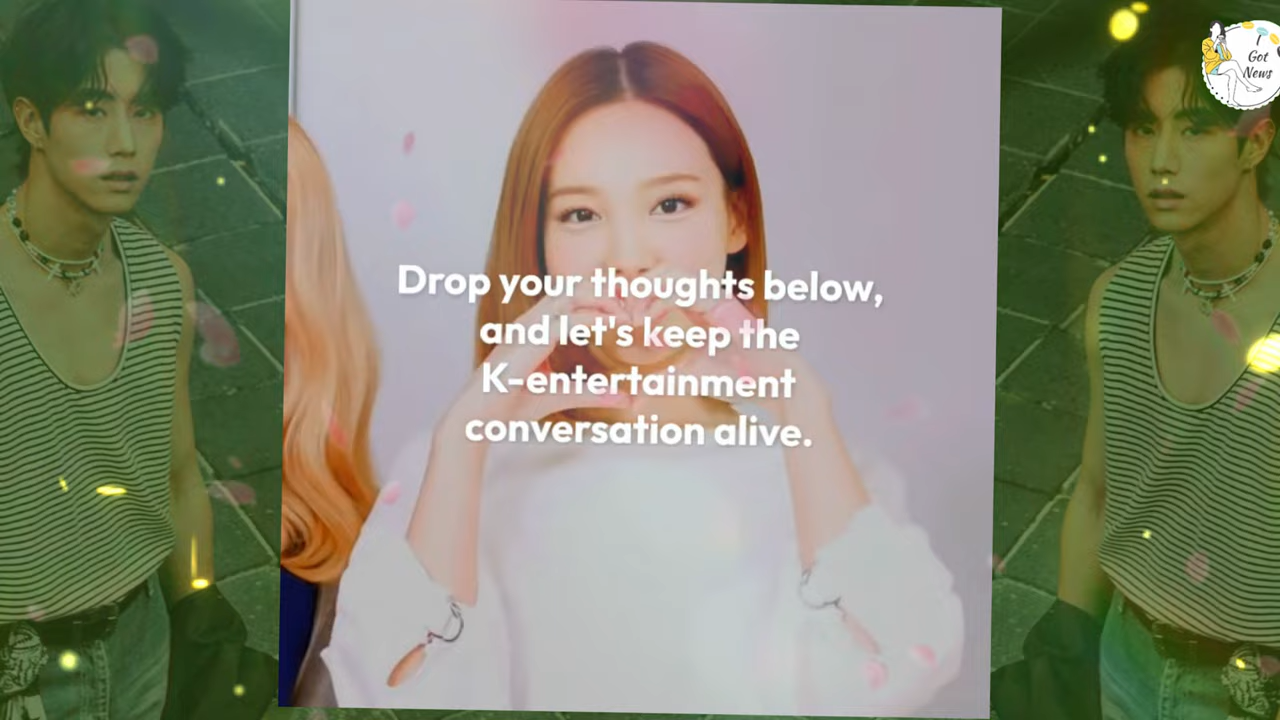 Drop your thoughts below,
and let's keep the
K-entertainment
conversation alive.
I
Got
News